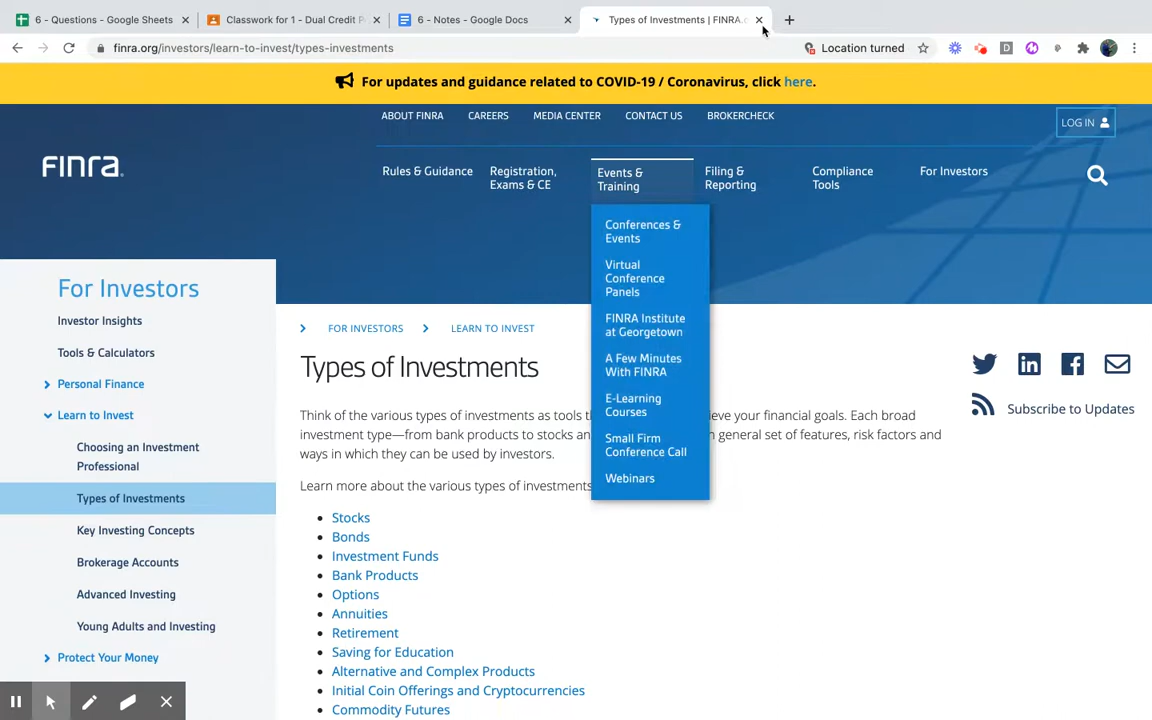 6 - Questions - Google Sheets
Classwork for 1 - Dual Credit P
6 - Notes - Google Docs
Types of Investments | FINRA.
finra.org/investors/learn-to-invest/types-investments
Location turned
For updates and guidance related to COVID-19 / Coronavirus, click here.
ABOUT FINRA
CAREERS
MEDIA CENTER
CONTACT US
BROKERCHECK
LOG IN
FINRA
Rules & Guidance
Registration,
Exams & CE
Events &
Training
Filing &
Reporting
Compliance
Tools
For Investors
Conferences &
Events
Virtual
Conference
Panels
FINRA Institute
at Georgetown
A Few Minutes
With FINRA
E-Learning
Courses
Small Firm
Conference Call
Webinars
For Investors
Investor Insights
Tools & Calculators
Personal Finance
Learn to Invest
Choosing an Investment
Professional
Types of Investments
Key Investing Concepts
Brokerage Accounts
Advanced Investing
Young Adults and Investing
Protect Your Money
FOR INVESTORS
LEARN TO INVEST
Types of Investments
Think of the various types of investments as tools eve your financial goals. Each broad
investment type—from bank products to stocks general set of features, risk factors and
ways in which they can be used by investors.
Learn more about the various types of investments
Stocks
Bonds
Investment Funds
Bank Products
Options
Annuities
Retirement
Saving for Education
Alternative and Complex Products
Initial Coin Offerings and Cryptocurrencies
Commodity Futures
Subscribe to Updates